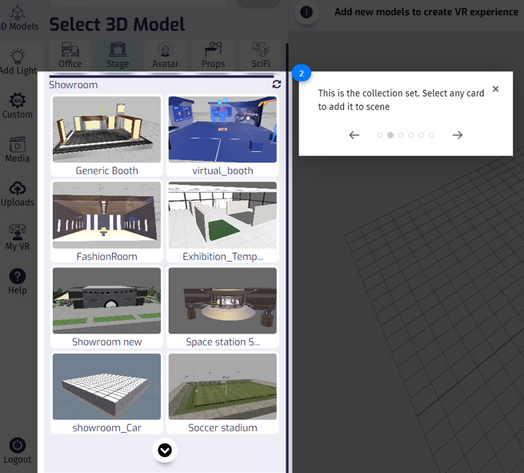 Select 3D Model
Add new models to create VR experience
3D Models
Office
Stage
Avatar
Props
SciFi
Add Light
Custom
Media
Uploads
My VR
Help
Logout
Showroom
Generic Booth
virtual_booth
FashionRoom
Exhibition_Temp...
Showroom new
Space station S...
showroom_Car
Soccer stadium
2
This is the collection set. Select any card
to add it to scene